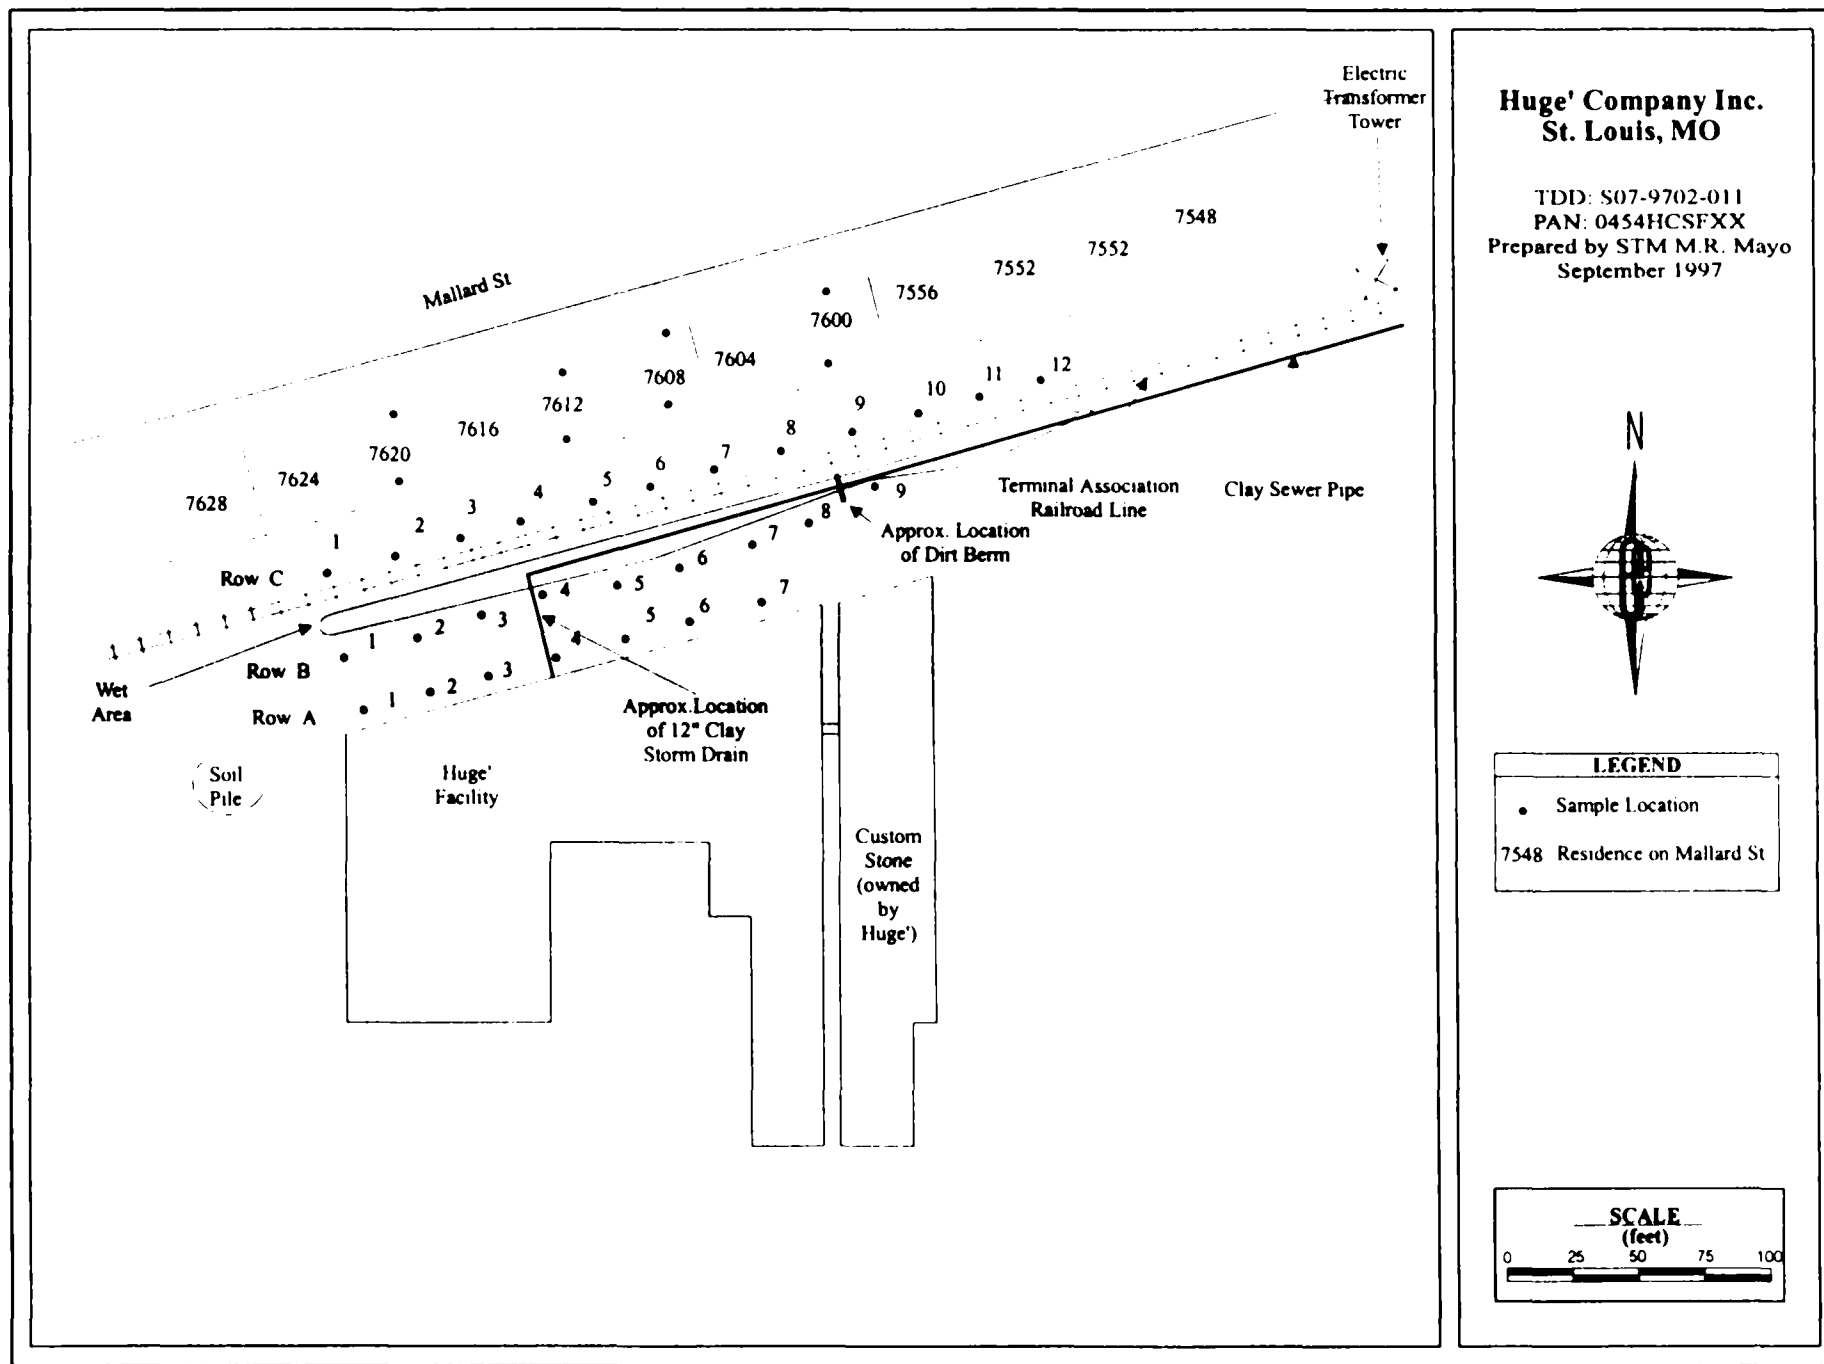 Electric
Transformer
Tower
Mallard St
7548
7552
7552
7556
7600
7604
7608
7612
7616
7620
7624
7628
Row C
1
2
3
4
5
6
7
8
9
10
11
12
Row B
1
2
3
4
5
6
7
8
9
Row A
1
2
3
4
5
6
7
Wet
Area
Terminal Association
Railroad Line
Clay Sewer Pipe
Approx. Location
of Dirt Berm
Approx.Location
of 12" Clay
Storm Drain
Soil
Pile
Huge'
Facility
Custom
Stone
(owned
by
Huge')
Huge' Company Inc.
St. Louis, MO
TDD: S07-9702-011
PAN: 0454HCSFXX
Prepared by STM M.R. Mayo
September 1997
N
LEGEND
Sample Location
7548 Residence on Mallard St
SCALE
(feet)
0 25 50 75 100